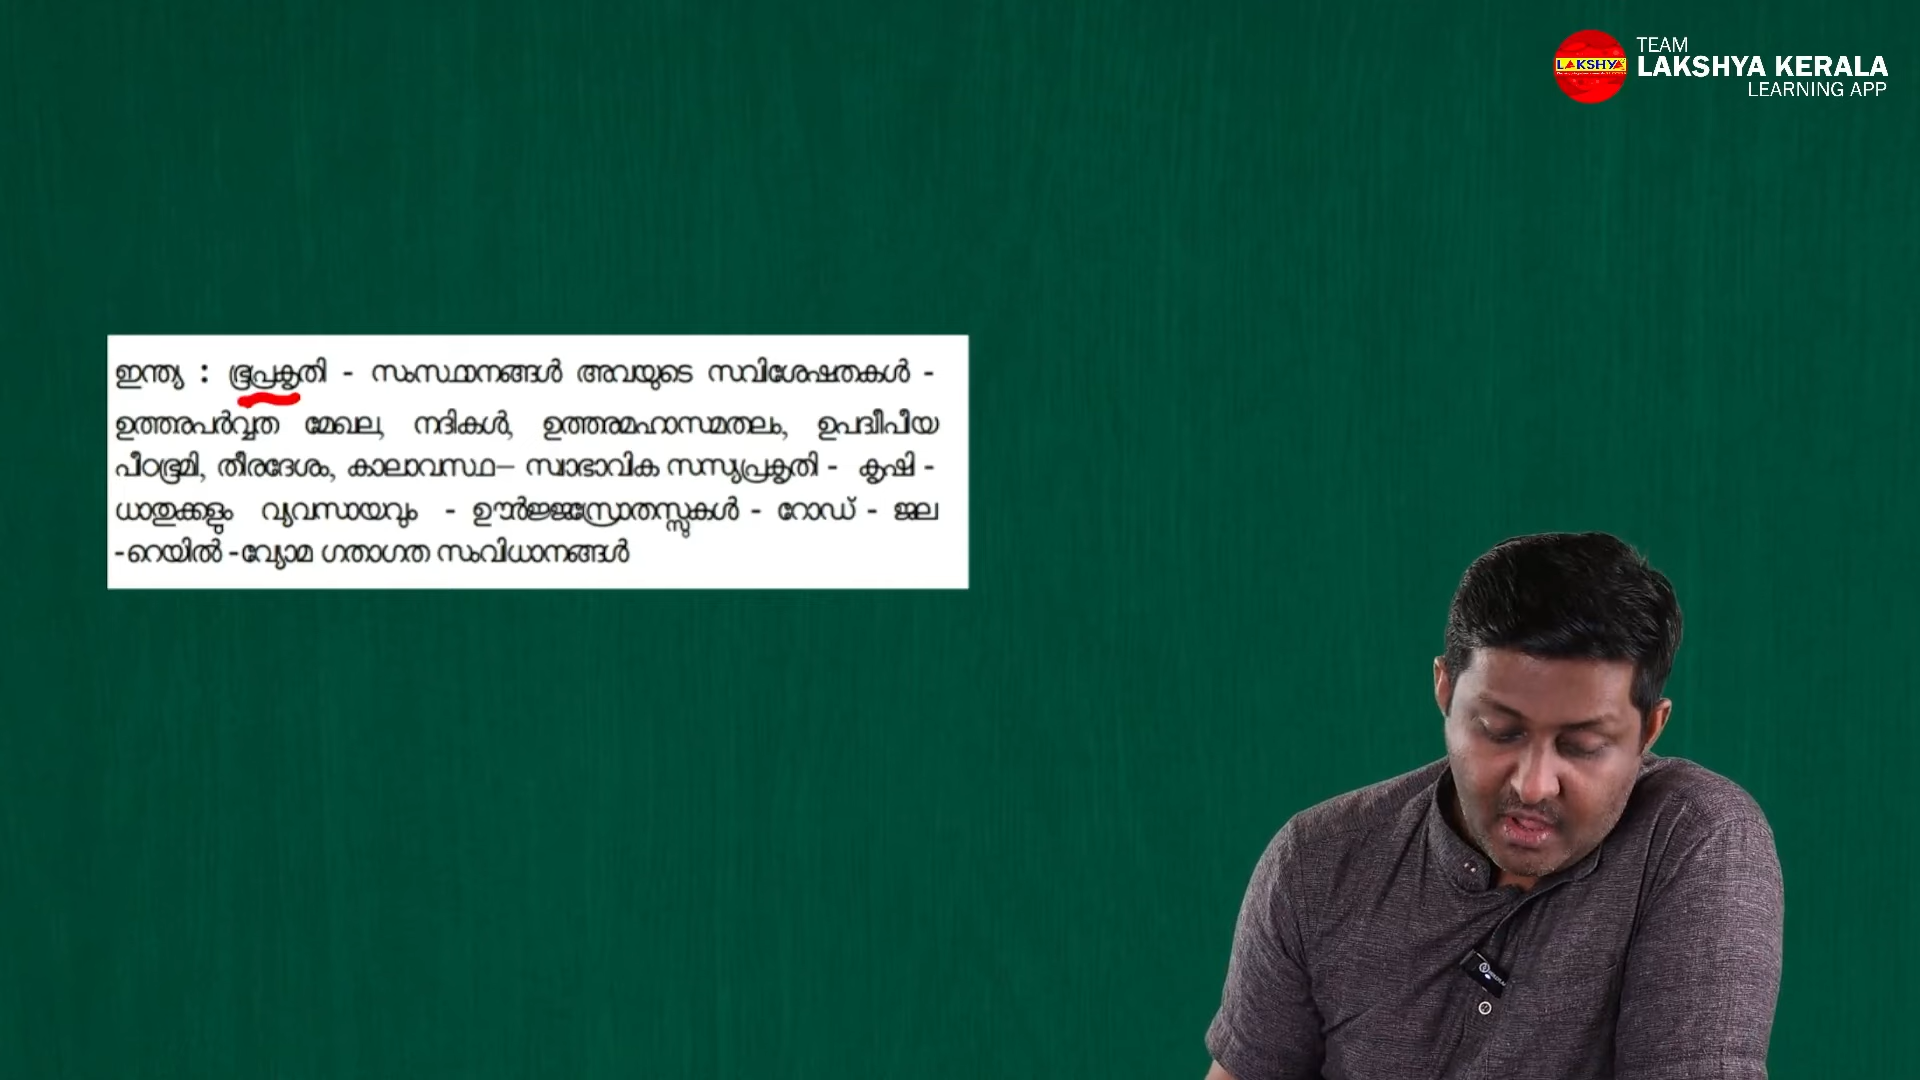 TEAM
LAKSHYA KERALA
LEARNING APP
LAKSHYA
ഇന്ത്യ : ഭൂപ്രകൃതി - സംസ്ഥാനങ്ങൾ അവയുടെ സവിശേഷതകൾ -
ഉത്തരപർവ്വത മേഖല, നദികൾ, ഉത്തരമഹാസമതലം, ഉപദ്വീപീയ
പീഠഭൂമി, തീരദേശം, കാലാവസ്ഥ– സ്വാഭാവിക സസ്യപ്രകൃതി - കൃഷി -
ധാതുക്കളും വ്യവസായവും - ഊർജ്ജസ്രോതസ്സുകൾ - റോഡ് - ജല
-റെയിൽ -വ്യോമ ഗതാഗത സംവിധാനങ്ങൾ